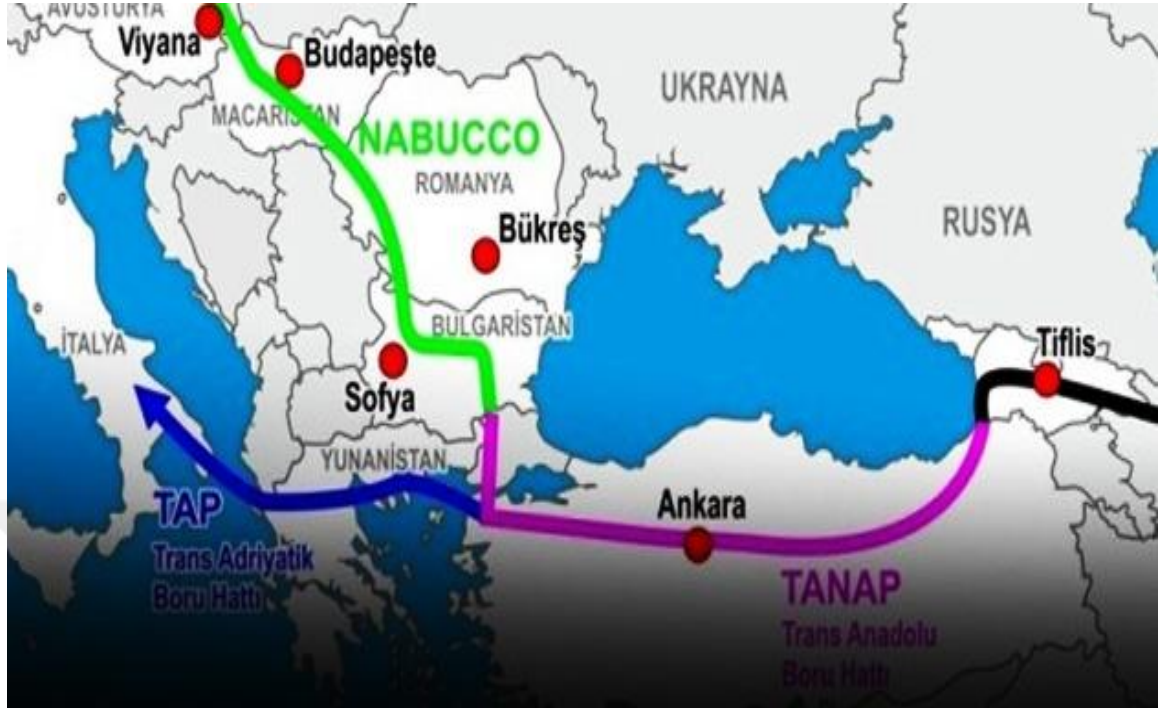 AVUSTURYA
Viyana
Budapeşte
MACARİSTAN
UKRAYNA
NABUCCO
ROMANYA
RUSYA
Bükreş
BULGARİSTAN
İTALYA
Tiflis
Sofya
YUNANİSTAN
TAP
Trans Adriyatik
Boru Hattı
Ankara
TANAP
Trans Anadolu
Boru Hattı